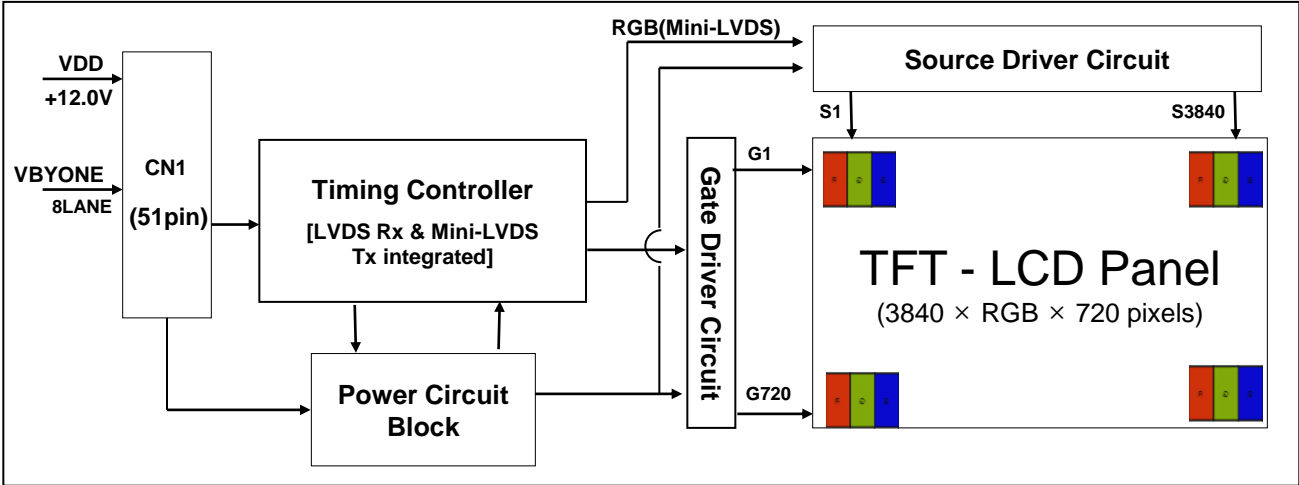 RGB(Mini-LVDS)
Source Driver Circuit
VDD
+12.0V
S1
S3840
VBYONE
8LANE
CN1
(51pin)
Timing Controller
[LVDS Rx & Mini-LVDS
Tx integrated]
Gate Driver Circuit
G1
R
G
B
R
G
B
TFT - LCD Panel
(3840 × RGB × 720 pixels)
Power Circuit
Block
G720
R
G
B
R
G
B